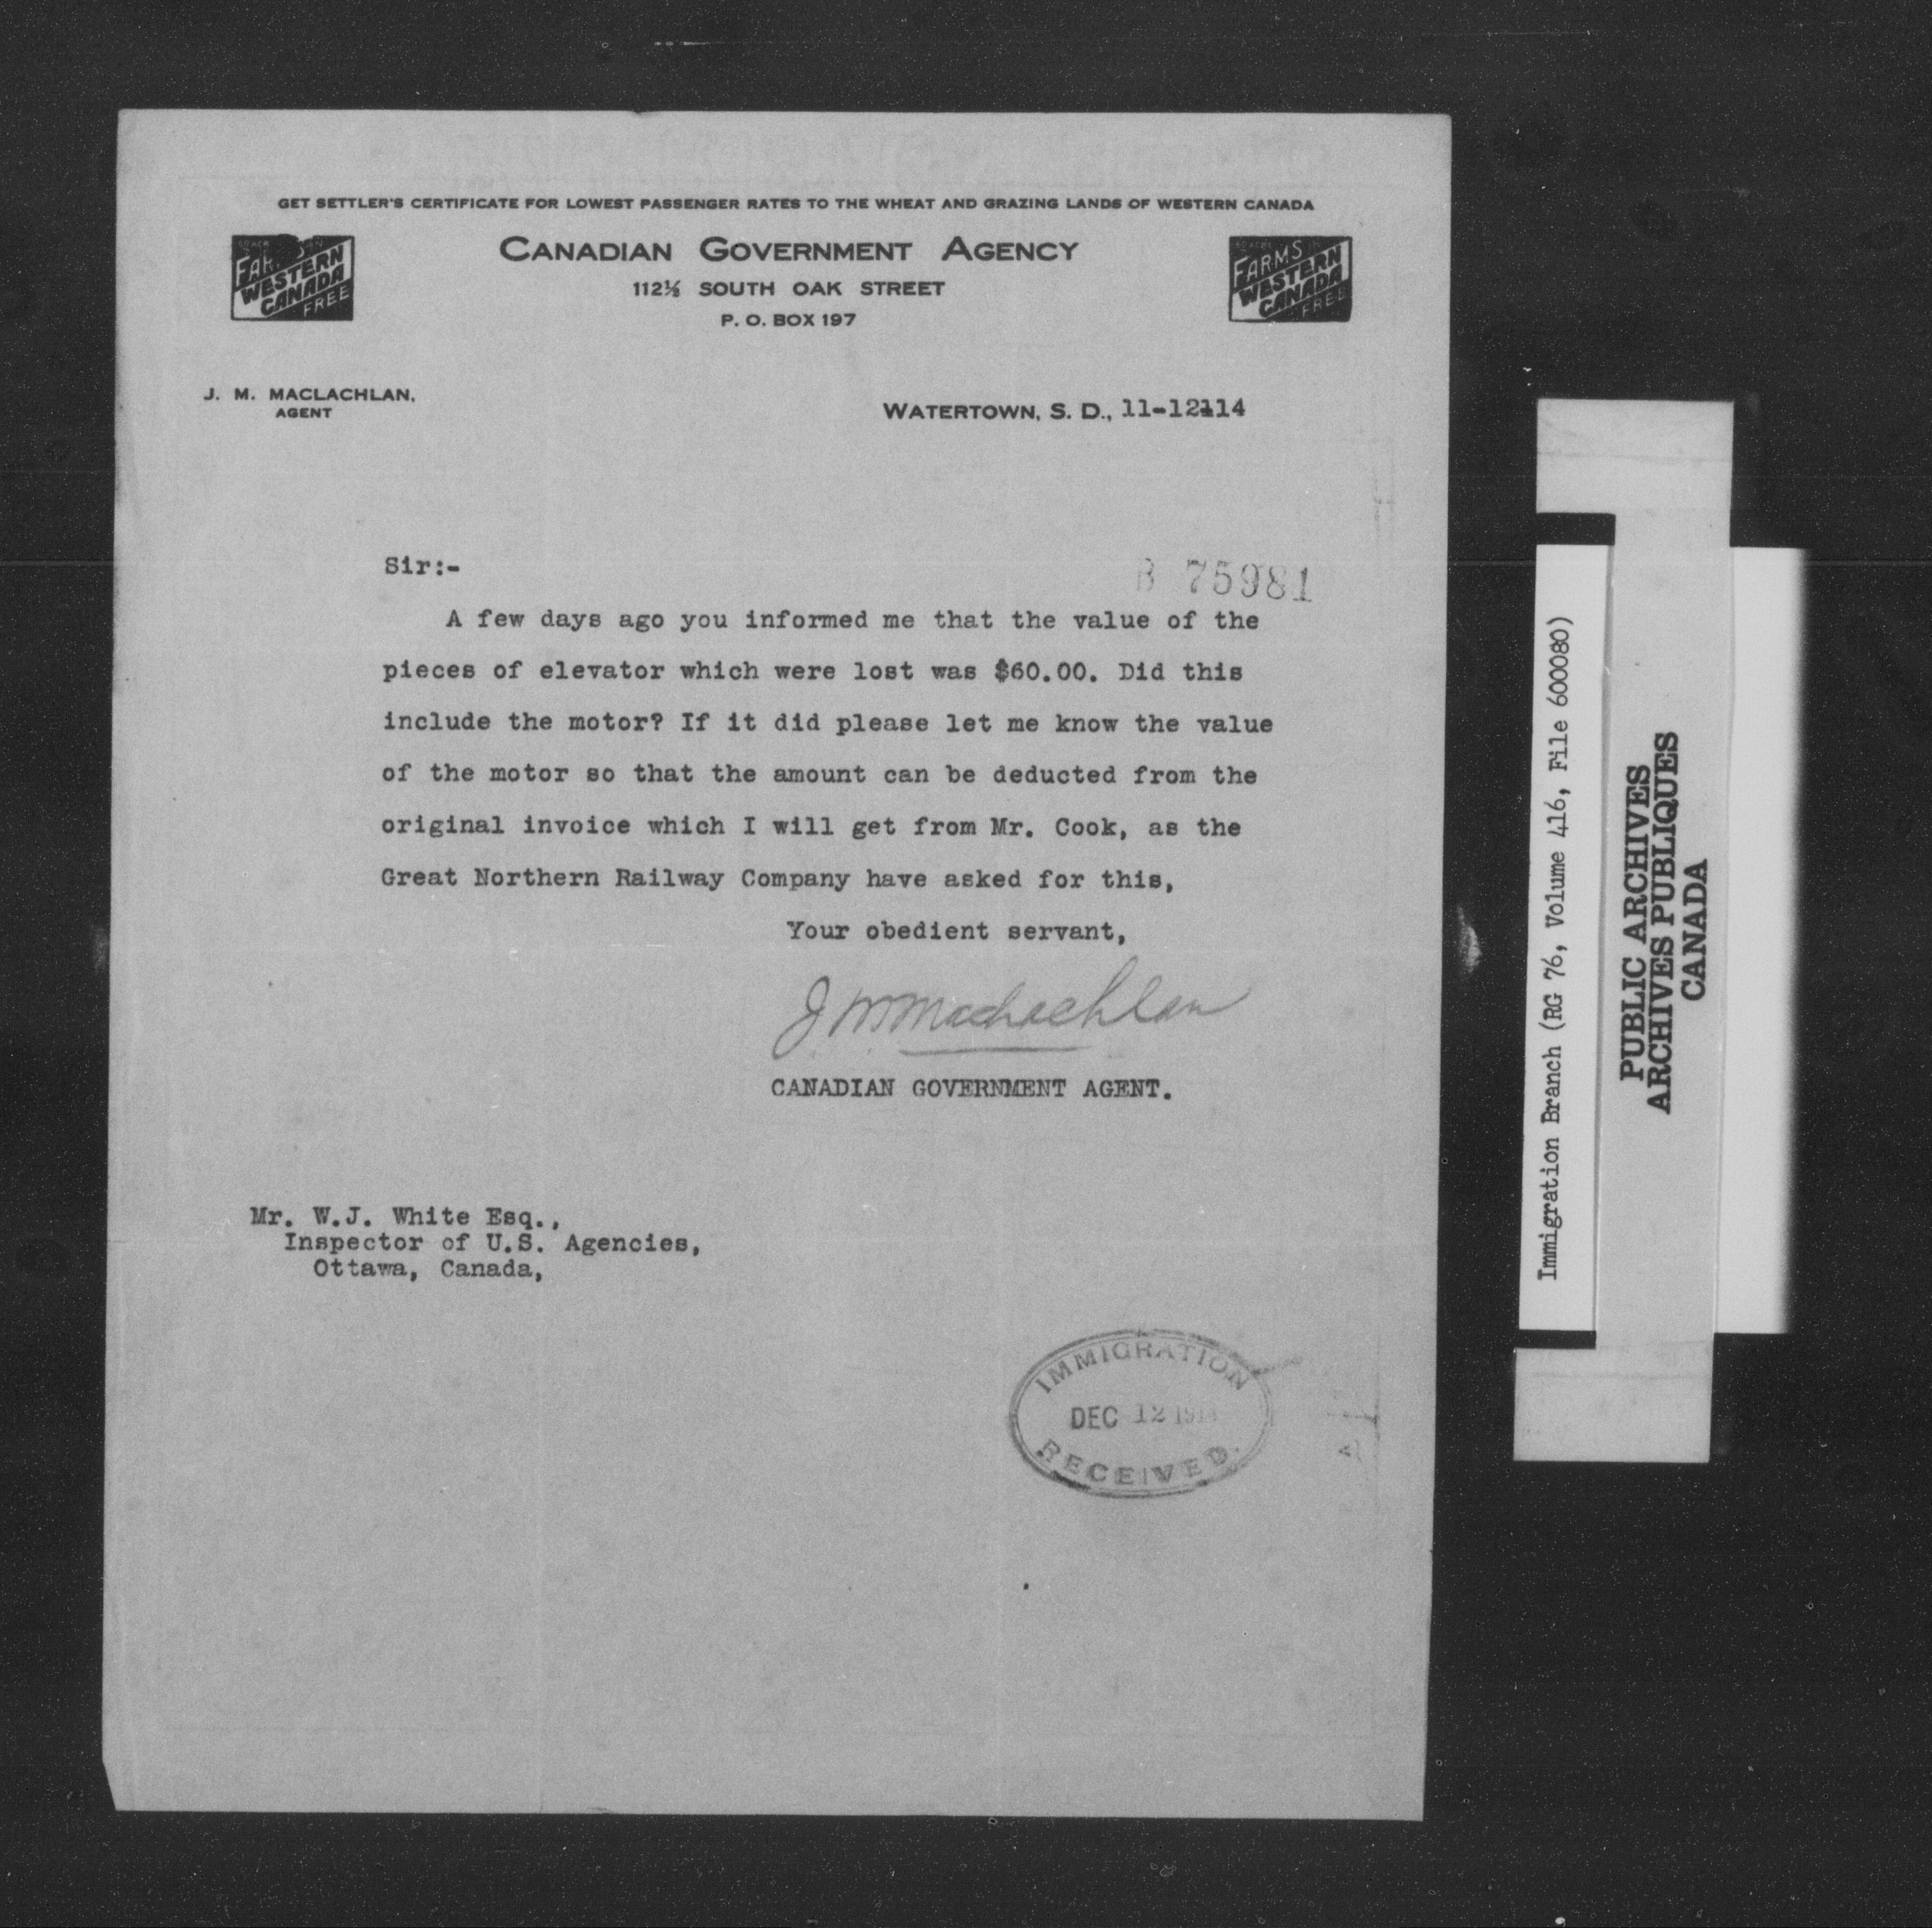 GET SETTLER'S CERTIFICATE FOR LOWEST PASSENGER RATES TO THE WHEAT AND GRAZING LANDS OF WESTERN CANADA
FARMS
WESTERN
CANADA
FREE
CANADIAN GOVERNMENT AGENCY
112½ SOUTH OAK STREET
P. O. BOX 197
FARMS
WESTERN
CANADA
FREE
J. M. MACLACHLAN,
AGENT
WATERTOWN, S. D., 11-12-14
Sir:-
B 75981
A few days ago you informed me that the value of the
pieces of elevator which were lost was $60.00. Did this
include the motor? If it did please let me know the value
of the motor so that the amount can be deducted from the
original invoice which I will get from Mr. Cook, as the
Great Northern Railway Company have asked for this,
Your obedient servant,
J M Maclachlan
CANADIAN GOVERNMENT AGENT.
Mr. W.J. White Esq.,
Inspector of U.S. Agencies,
Ottawa, Canada,
IMMIGRATION
DEC 12 1914
RECEIVED.
Immigration Branch (RG 76, Volume 416, File 600080)
PUBLIC ARCHIVES
ARCHIVES PUBLIQUES
CANADA